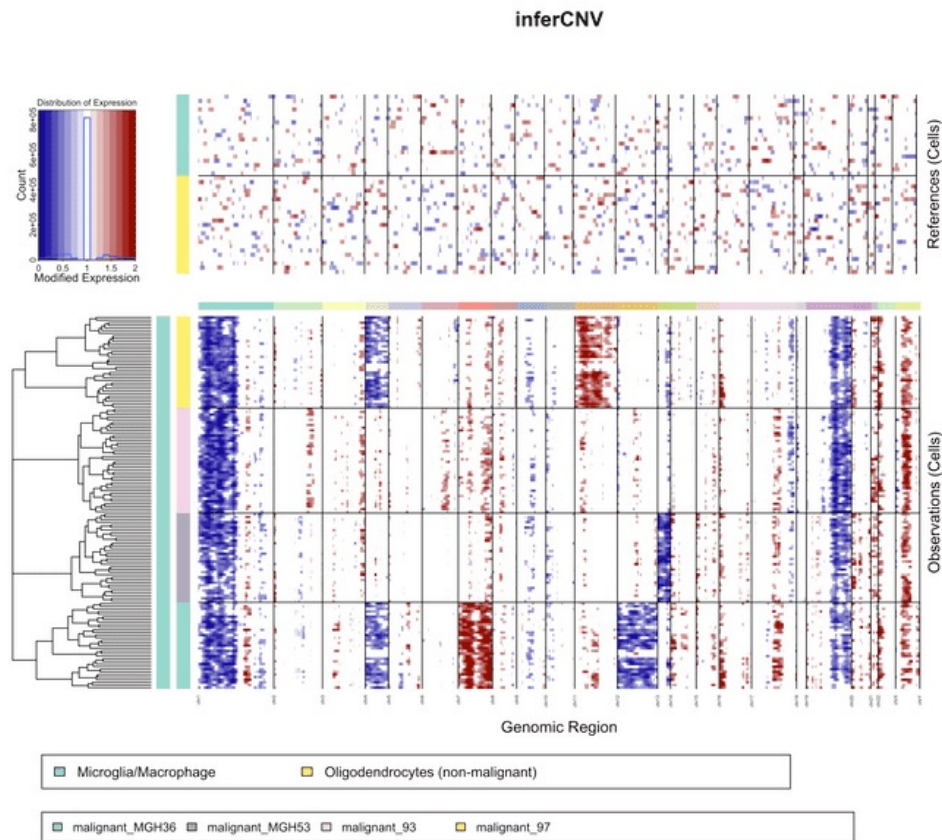 inferCNV
Distribution of Expression
Count
0 2e+05 4e+05 6e+05 8e+05
0 0.5 1 1.5 2
Modified Expression
References (Cells)
Observations (Cells)
Genomic Region
Microglia/Macrophage Oligodendrocytes (non-malignant)
malignant_MGH36 malignant_MGH53 malignant_93 malignant_97